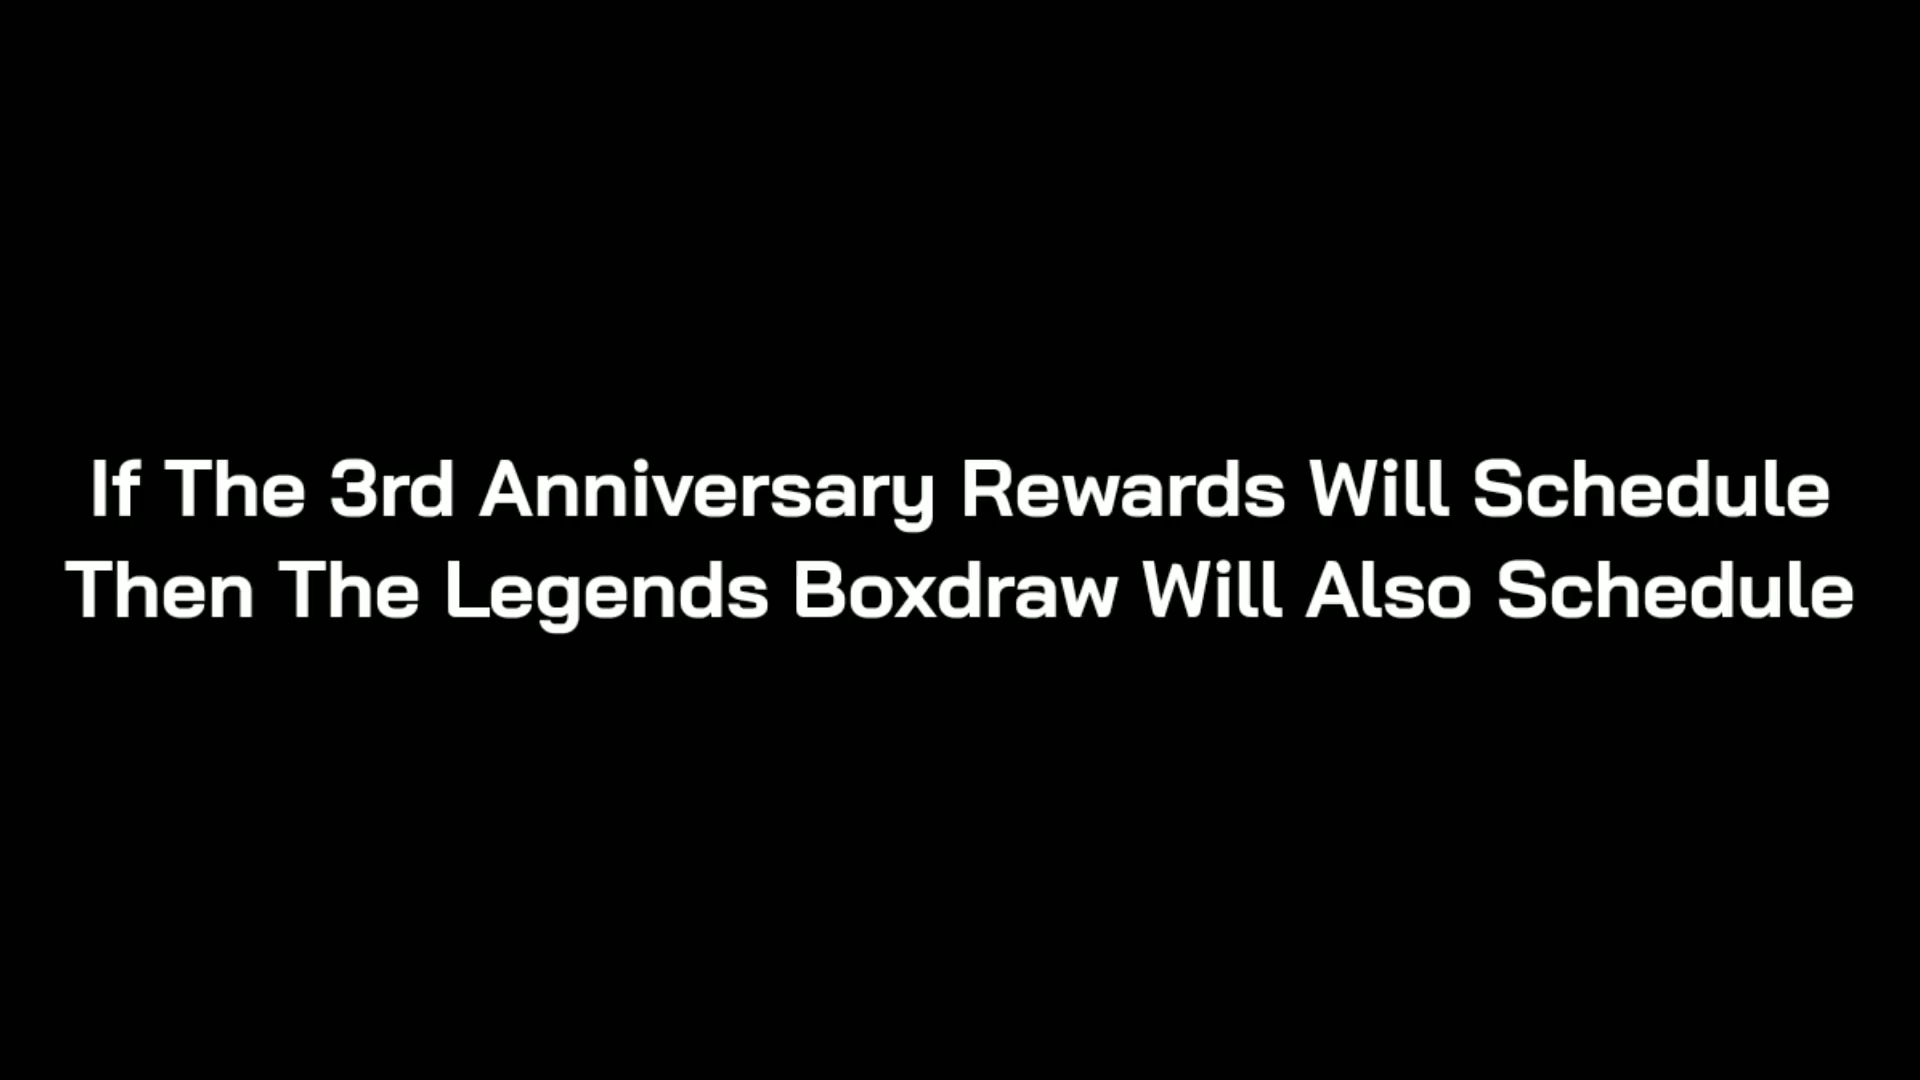 If The 3rd Anniversary Rewards Will Schedule
Then The Legends Boxdraw Will Also Schedule